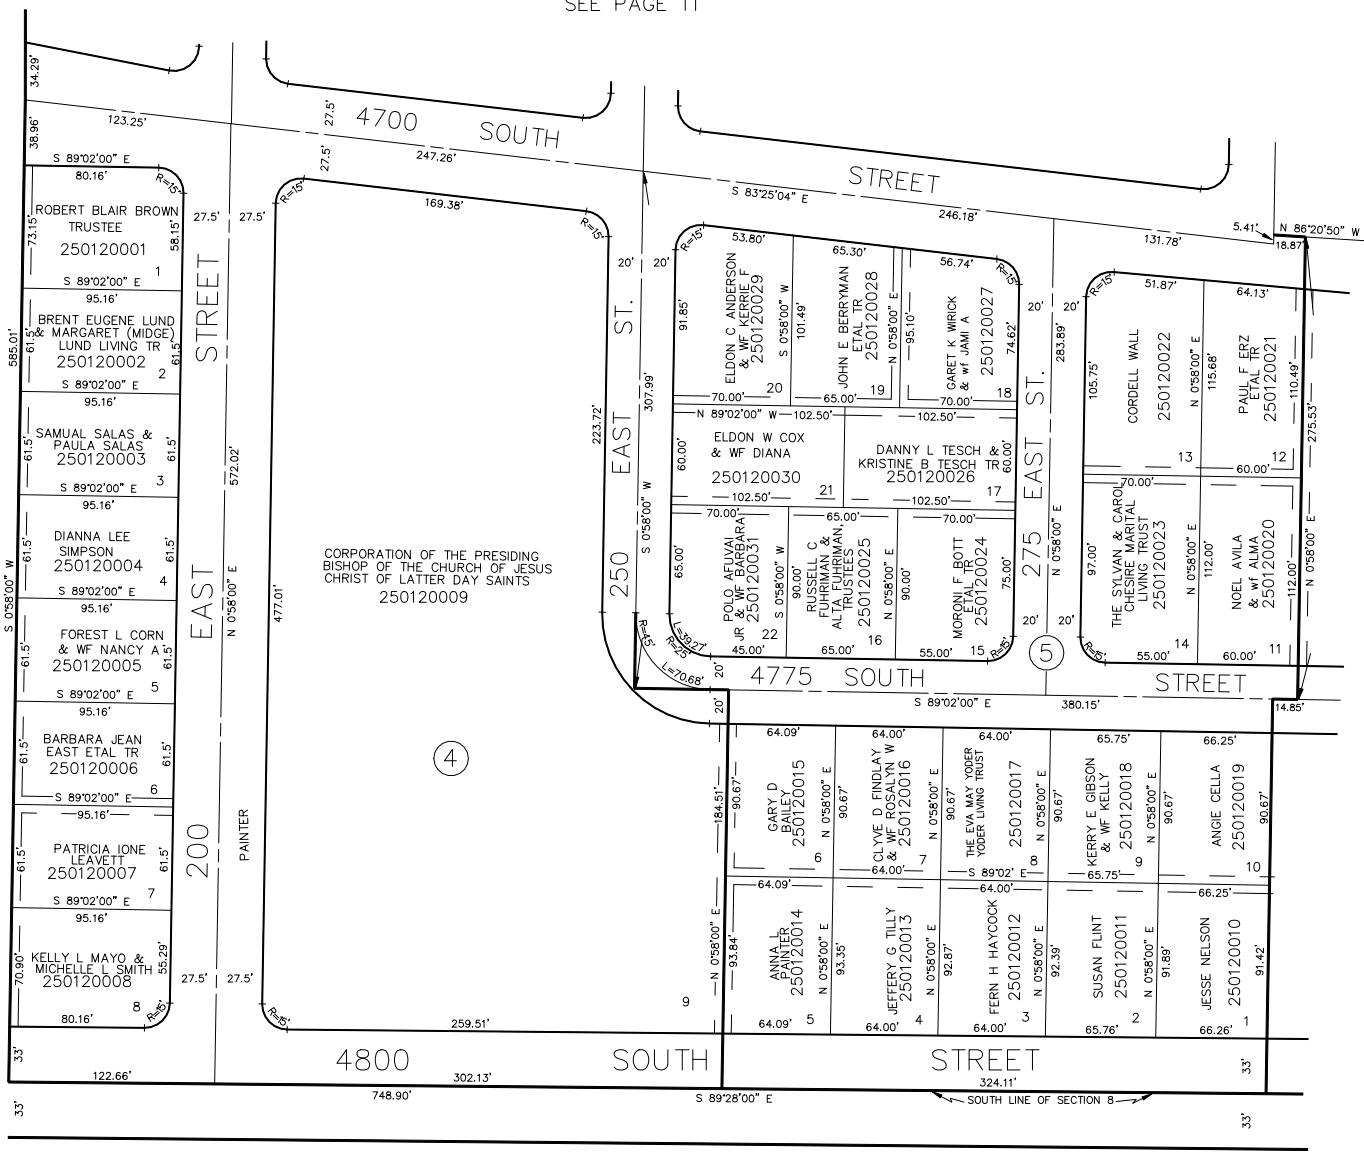 SEE PAGE 11
34.29'
38.96'
123.25'
27.5'
4700 SOUTH STREET
27.5'
247.26'
S 83°25'04" E
246.18'
131.78'
5.41'
N 86°20'50" W
18.87'
S 89°02'00" E
80.16'
R=15'
73.15'
ROBERT BLAIR BROWN
TRUSTEE
250120001
58.15'
1
S 89°02'00" E
95.16'
BRENT EUGENE LUND
& MARGARET (MIDGE)
LUND LIVING TR
250120002
61.5'
61.5'
2
S 89°02'00" E
95.16'
SAMUAL SALAS &
PAULA SALAS
250120003
61.5'
61.5'
3
S 89°02'00" E
95.16'
DIANNA LEE
SIMPSON
250120004
61.5'
61.5'
4
S 89°02'00" E
95.16'
FOREST L CORN
& WF NANCY A
250120005
61.5'
61.5'
5
S 89°02'00" E
95.16'
BARBARA JEAN
EAST ETAL TR
250120006
61.5'
61.5'
6
S 89°02'00" E
95.16'
PATRICIA IONE
LEAVETT
250120007
61.5'
61.5'
7
S 89°02'00" E
95.16'
KELLY L MAYO &
MICHELLE L SMITH
250120008
70.90'
55.29'
8
R=15'
80.16'
585.01'
S 0°58'00" W
27.5'
27.5'
200 EAST STREET
572.02'
N 0°58'00" E
PAINTER
27.5'
27.5'
R=15'
169.38'
R=15'
477.01'
223.72'
CORPORATION OF THE PRESIDING
BISHOP OF THE CHURCH OF JESUS
CHRIST OF LATTER DAY SAINTS
250120009
4
9
184.51'
N 0°58'00" E
R=15'
259.51'
20'
20'
250 EAST ST.
307.99'
S 0°58'00" W
R=45'
L=70.68'
R=15'
53.80'
91.85'
ELDON C ANDERSON
& WF KERRIE F
250120029
S 0°58'00" W
101.49'
20
70.00'
65.30'
JOHN E BERRYMAN
ETAL TR
250120028
N 0°58'00" E
19
65.00'
56.74'
R=15'
95.10'
GARET K WIRICK
& wf JAMI A
250120027
74.62'
18
70.00'
N 89°02'00" W
102.50'
102.50'
60.00'
ELDON W COX
& WF DIANA
250120030
21
102.50'
DANNY L TESCH &
KRISTINE B TESCH TR
250120026
60.00'
17
102.50'
70.00'
65.00'
POLO AFUVAI
JR & WF BARBARA
250120031
S 0°58'00" W
22
L=39.27'
R=25'
45.00'
65.00'
90.00'
RUSSELL C
FUHRIMAN &
ALTA FUHRIMAN,
TRUSTEES
250120025
N 0°58'00" E
16
65.00'
70.00'
90.00'
MORONI F BOTT
ETAL TR
250120024
75.00'
15
55.00'
R=15'
20'
20'
275 EAST ST.
283.89'
N 0°58'00" E
20'
20'
5
R=15'
51.87'
105.75'
CORDELL WALL
250120022
N 0°58'00" E
115.68'
13
70.00'
64.13'
PAUL F ERZ
ETAL TR
250120021
110.49'
12
60.00'
97.00'
THE SYLVAN & CAROL
CHESIRE MARITAL
LIVING TRUST
250120023
N 0°58'00" E
14
R=15'
55.00'
112.00'
NOEL AVILA
& wf ALMA
250120020
112.00'
11
60.00'
275.53'
N 0°58'00" E
20'
20'
4775 SOUTH STREET
S 89°02'00" E
380.15'
14.85'
64.09'
90.67'
GARY D
BAILEY
250120015
N 0°58'00" E
6
64.09'
64.00'
90.67'
CLYVE D FINDLAY
& WF ROSALYN W
250120016
N 0°58'00" E
7
64.00'
64.00'
90.67'
THE EVA MAY YODER
YODER LIVING TRUST
250120017
N 0°58'00" E
8
S 89°02' E
64.00'
65.75'
90.67'
KERRY E GIBSON
& WF KELLY
250120018
N 0°58'00" E
9
65.75'
66.25'
90.67'
ANGIE CELLA
250120019
90.67'
10
66.25'
93.84'
ANNA L
PAINTER
250120014
N 0°58'00" E
5
64.09'
93.35'
JEFFERY G TILLY
250120013
N 0°58'00" E
4
64.00'
92.87'
FERN H HAYCOCK
250120012
N 0°58'00" E
3
64.00'
92.39'
SUSAN FLINT
250120011
N 0°58'00" E
2
65.76'
91.89'
JESSE NELSON
250120010
91.42'
1
66.26'
33'
4800 SOUTH STREET
33'
122.66'
302.13'
324.11'
748.90'
S 89°28'00" E
SOUTH LINE OF SECTION 8
33'
33'